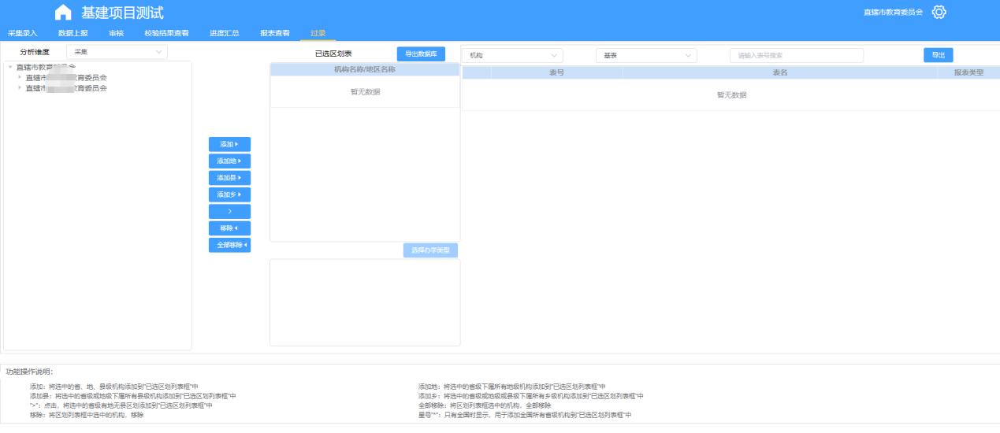 基建项目测试
直辖市教育委员会
采集录入 数据上报 审核 校验结果查看 进度汇总 报表查看 过录
分析维度 采集
直辖市教育
直辖市 教育委员会
直辖市 教育委员会
添加
添加地
添加县
添加乡
>
移除
全部移除
已选区划表 导出数据库
机构名称/地区名称
暂无数据
选择办学类型
机构 基表 请输入表号搜索 导出
表号 表名 报表类型
暂无数据
功能操作说明：
添加：将选中的省、地、县级机构添加到"已选区划列表框"中
添加地：将选中的省级下属所有地级机构添加到"已选区划列表框"中
添加县：将选中的省级或地级下属所有县级机构添加到"已选区划列表框"中
添加乡：将选中的省级或地级或县级下属所有乡级机构添加到"已选区划列表框"中
">"：点击，将选中的省级有地无县区划添加到"已选区划列表框"中
全部移除：将区划列表框选中的机构，全部移除
移除：将区划列表框中选中的机构，移除
星号"*"：只有全国时显示，用于添加全国所有省级机构到"已选区划列表框"中